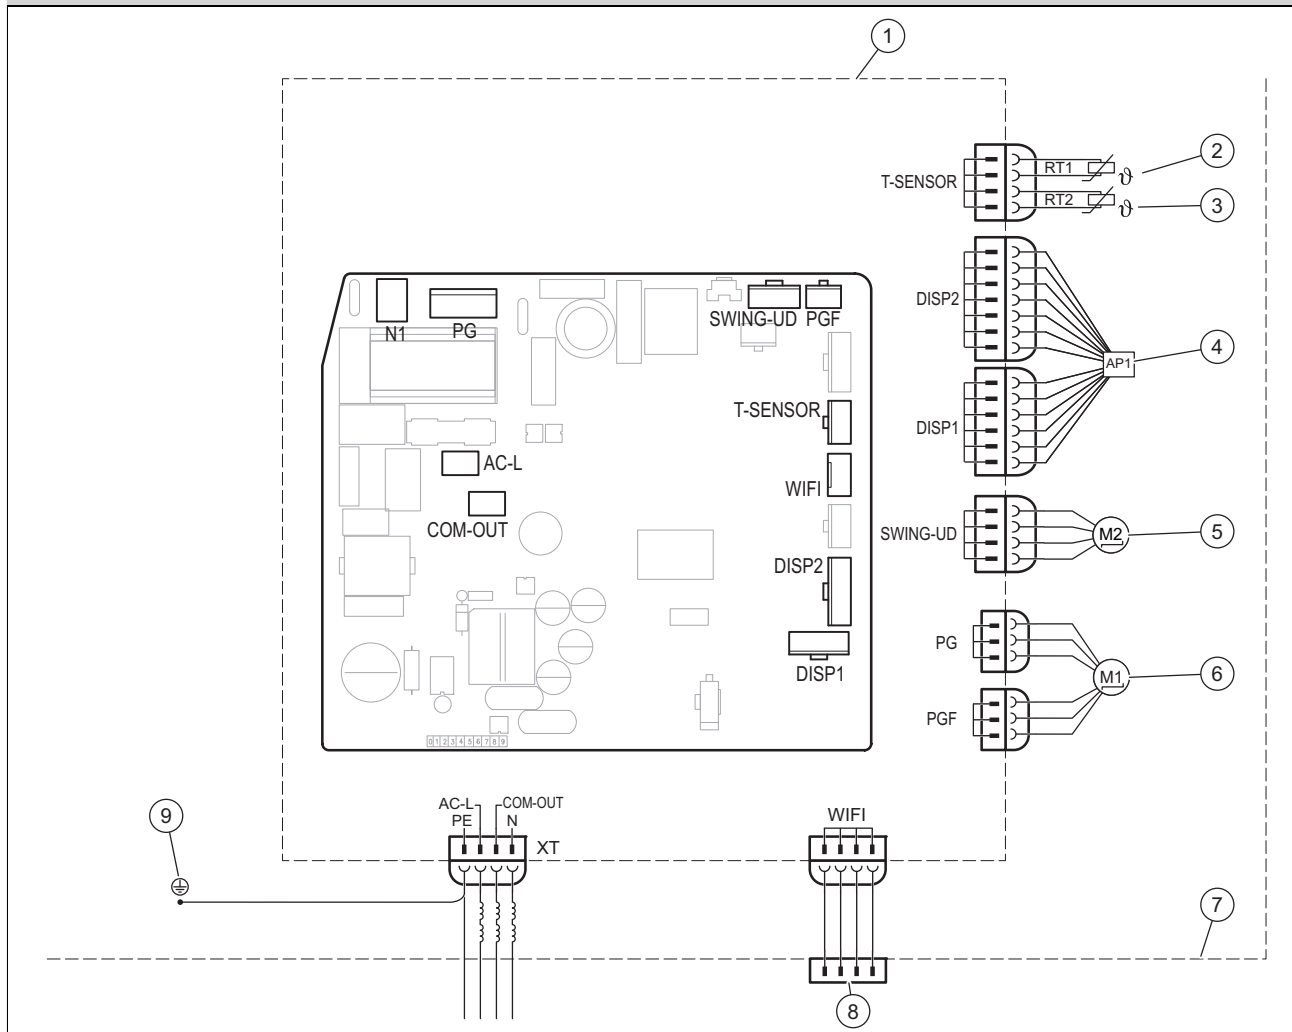 1
2
T-SENSOR
RT1
ϑ
RT2
ϑ
3
DISP2
N1
PG
SWING-UD
PGF
4
AP1
T-SENSOR
DISP1
AC-L
WIFI
COM-OUT
SWING-UD
M2
5
DISP2
PG
DISP1
M1
6
PGF
0 1 2 3 4 5 6 7 8 9
9
AC-L
COM-OUT
PE
N
XT
WIFI
7
8